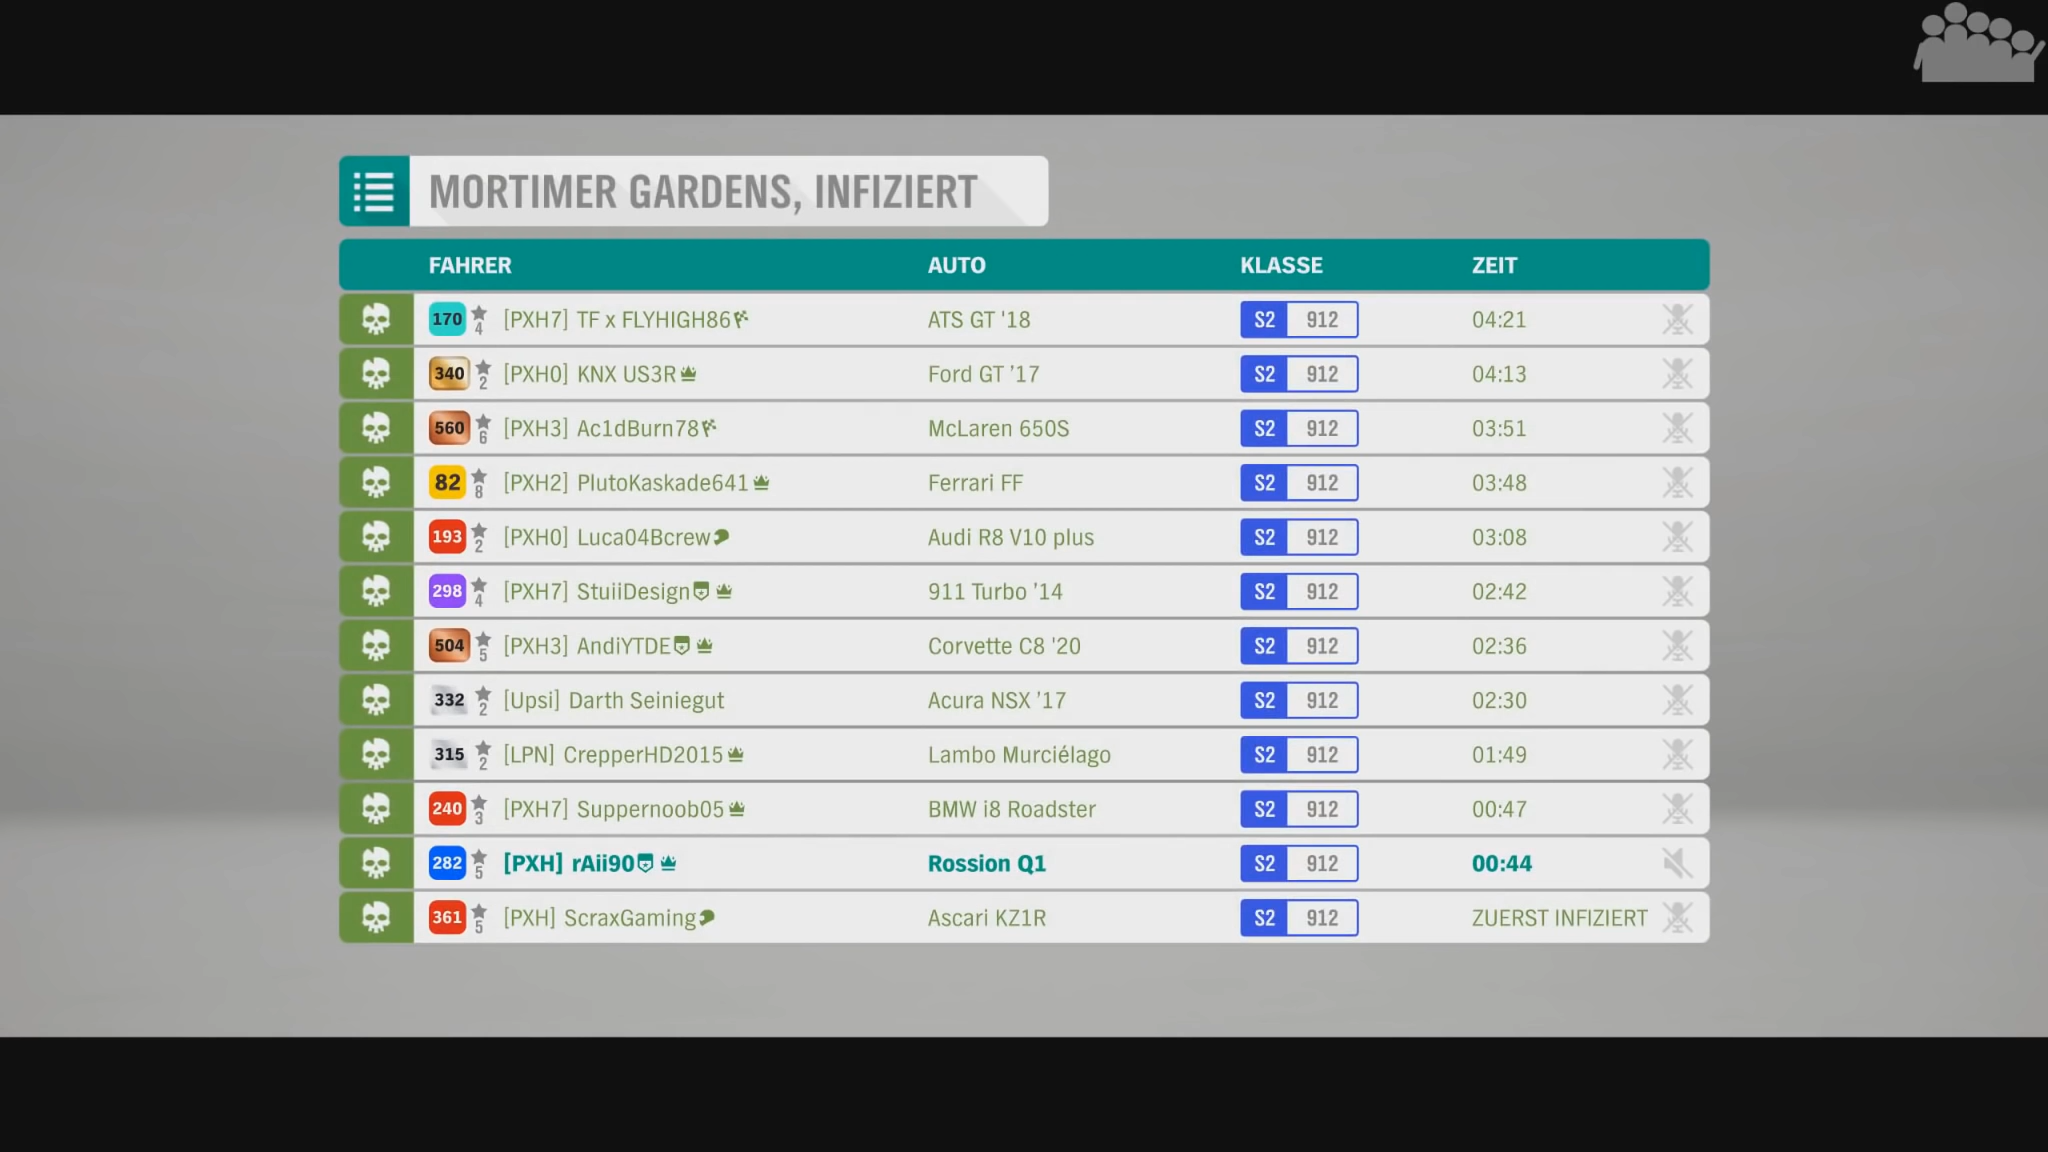 MORTIMER GARDENS, INFIZIERT
FAHRER AUTO KLASSE ZEIT
170 4 [PXH7] TF x FLYHIGH86 ATS GT '18 S2 912 04:21
340 2 [PXH0] KNX US3R Ford GT ’17 S2 912 04:13
560 6 [PXH3] Ac1dBurn78 McLaren 650S S2 912 03:51
82 8 [PXH2] PlutoKaskade641 Ferrari FF S2 912 03:48
193 2 [PXH0] Luca04Bcrew Audi R8 V10 plus S2 912 03:08
298 4 [PXH7] StuiiDesign 911 Turbo ’14 S2 912 02:42
504 5 [PXH3] AndiYTDE Corvette C8 '20 S2 912 02:36
332 2 [Upsi] Darth Seiniegut Acura NSX ’17 S2 912 02:30
315 2 [LPN] CrepperHD2015 Lambo Murciélago S2 912 01:49
240 3 [PXH7] Suppernoob05 BMW i8 Roadster S2 912 00:47
282 5 [PXH] rAii90 Rossion Q1 S2 912 00:44
361 5 [PXH] ScraxGaming Ascari KZ1R S2 912 ZUERST INFIZIERT